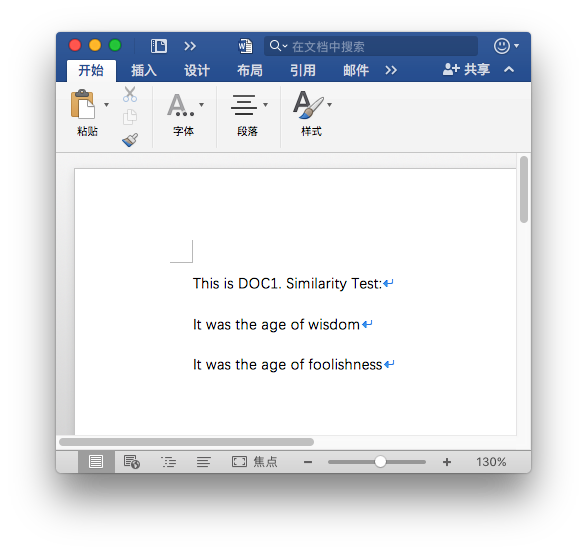 在文档中搜索
开始 插入 设计 布局 引用 邮件 共享
粘贴 字体 段落 样式
This is DOC1. Similarity Test:
It was the age of wisdom
It was the age of foolishness
焦点 130%